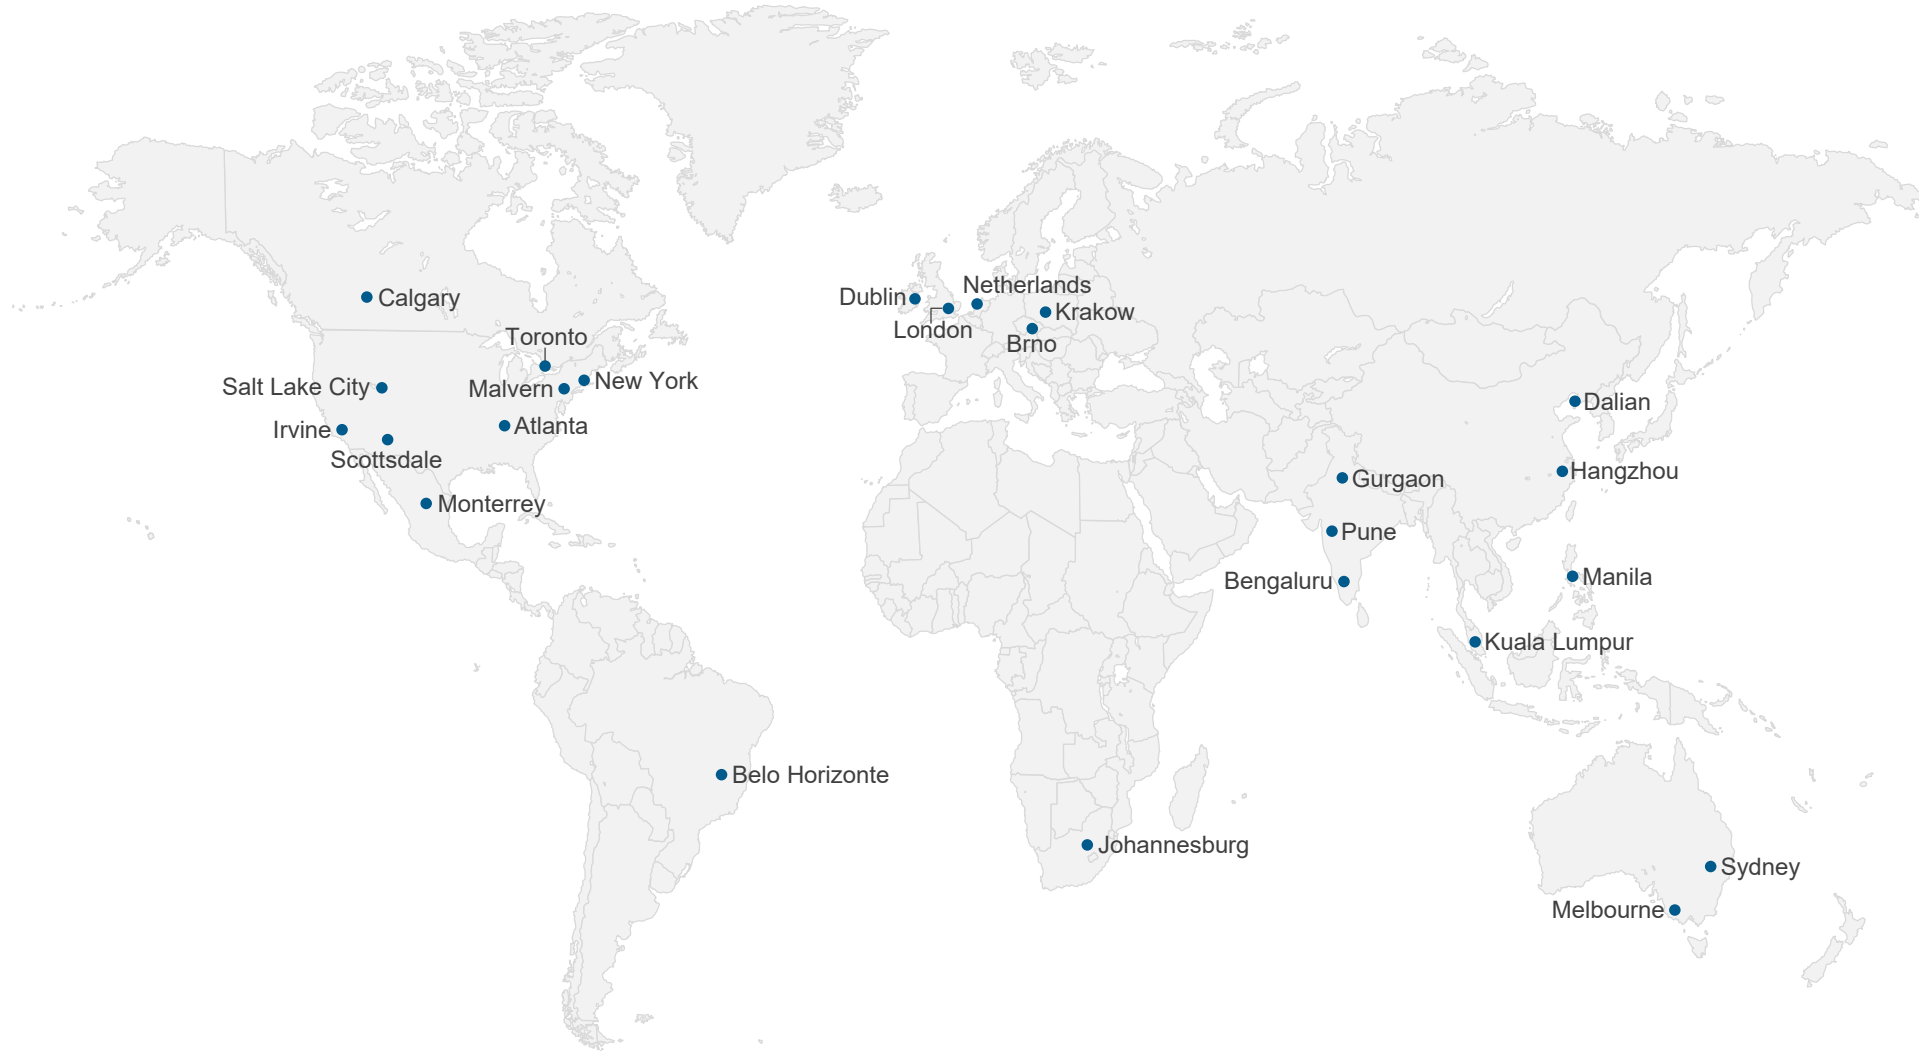 Netherlands
Dublin
Calgary
Krakow
London
Toronto
Brno
New York
Salt Lake City
Malvern
Dalian
Atlanta
Irvine
Scottsdale
Hangzhou
Gurgaon
Monterrey
Pune
Manila
Bengaluru
Kuala Lumpur
Belo Horizonte
Johannesburg
Sydney
Melbourne